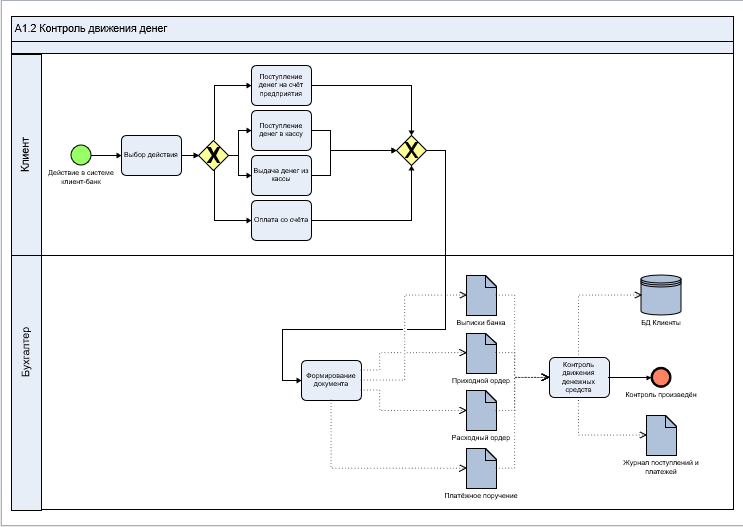 А1.2 Контроль движения денег
Клиент
Действие в системе
клиент-банк
Выбор действия
X
Поступление
денег на счёт
предприятия
Поступление
денег в кассу
Выдача денег из
кассы
Оплата со счёта
X
Бухгалтер
Формирование
документа
Выписки банка
Приходной ордер
Расходный ордер
Платёжное поручение
Контроль
движения
денежных
средств
БД Клиенты
Контроль произведён
Журнал поступлений и
платежей